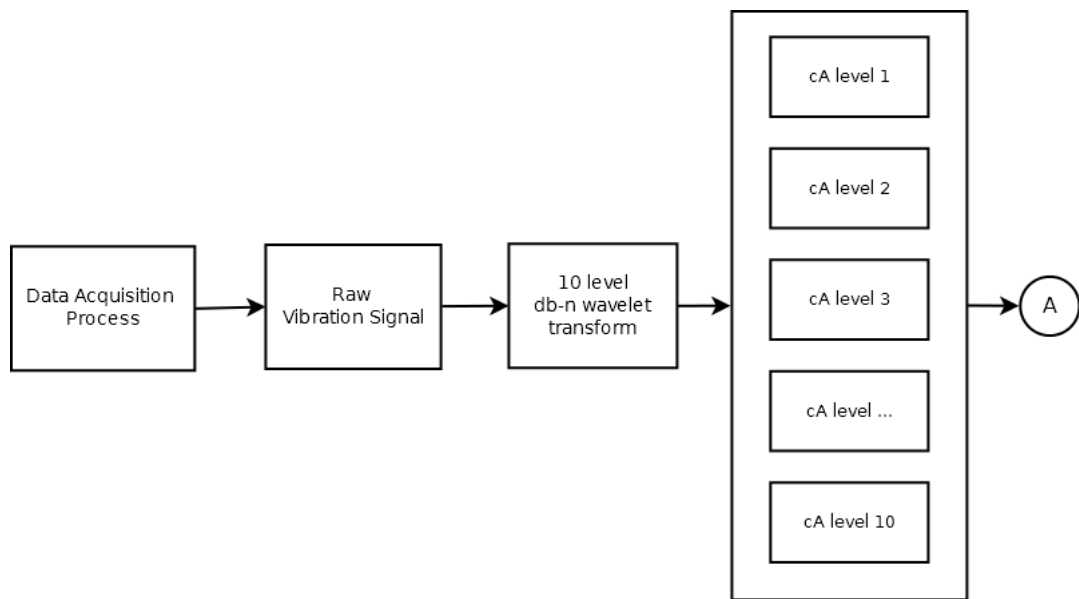 Data Acquisition
Process
Raw
Vibration Signal
10 level
db-n wavelet
transform
cA level 1
cA level 2
cA level 3
cA level ...
cA level 10
A